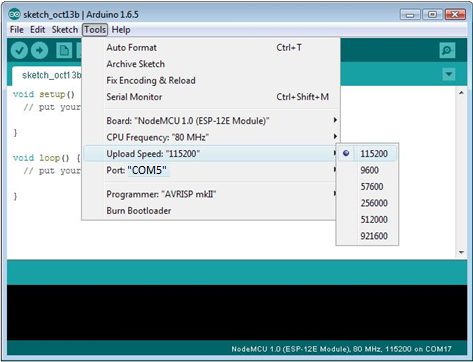 sketch_oct13b | Arduino 1.6.5
File Edit Sketch Tools Help
sketch_oct13b
Auto Format Ctrl+T
Archive Sketch
Fix Encoding & Reload
Serial Monitor Ctrl+Shift+M
Board: "NodeMCU 1.0 (ESP-12E Module)"
CPU Frequency: "80 MHz"
Upload Speed: "115200"
Port: "COM5"
Programmer: "AVRISP mkII"
Burn Bootloader
115200
9600
57600
256000
512000
921600
void setup()
// put your
}
void loop() {
// put your
}
NodeMCU 1.0 (ESP-12E Module), 80 MHz, 115200 on COM17